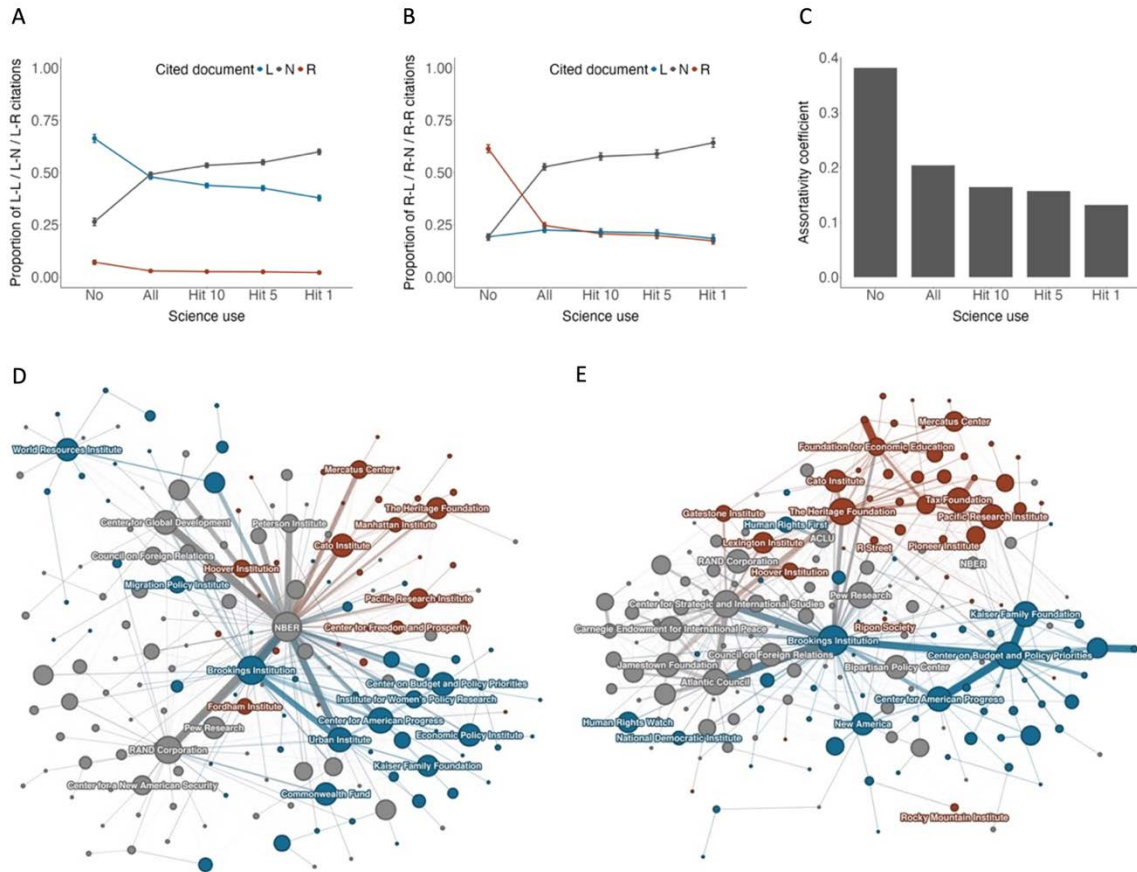 A
Cited document L N R
Proportion of L-L / L-N / L-R citations
1.00
0.75
0.50
0.25
0.00
No All Hit 10 Hit 5 Hit 1
Science use
B
Cited document L N R
Proportion of R-L / R-N / R-R citations
1.00
0.75
0.50
0.25
0.00
No All Hit 10 Hit 5 Hit 1
Science use
C
Assortativity coefficient
0.4
0.3
0.2
0.1
0.0
No All Hit 10 Hit 5 Hit 1
Science use
D
World Resources Institute
Mercatus Center
The Heritage Foundation
Center for Global Development
Peterson Institute
Manhattan Institute
Cato Institute
Council on Foreign Relations
Hoover Institution
Migration Policy Institute
Pacific Research Institute
NBER
Center for Freedom and Prosperity
Brookings Institution
Center on Budget and Policy Priorities
Institute for Women's Policy Research
Fordham Institute
Center for American Progress
Pew Research
Economic Policy Institute
Urban Institute
RAND Corporation
Kaiser Family Foundation
Center for a New American Security
Commonwealth Fund
E
Mercatus Center
Foundation for Economic Education
Cato Institute
Tax Foundation
Gatestone Institute
The Heritage Foundation
Pacific Research Institute
Human Rights First
ACLU
Pioneer Institute
Lexington Institute
R Street
RAND Corporation
NBER
Hoover Institution
Pew Research
Center for Strategic and International Studies
Kaiser Family Foundation
Ripon Society
Carnegie Endowment for International Peace
Brookings Institution
Council on Foreign Relations
Center on Budget and Policy Priorities
Jamestown Foundation
Bipartisan Policy Center
Atlantic Council
Center for American Progress
Human Rights Watch
New America
National Democratic Institute
Rocky Mountain Institute